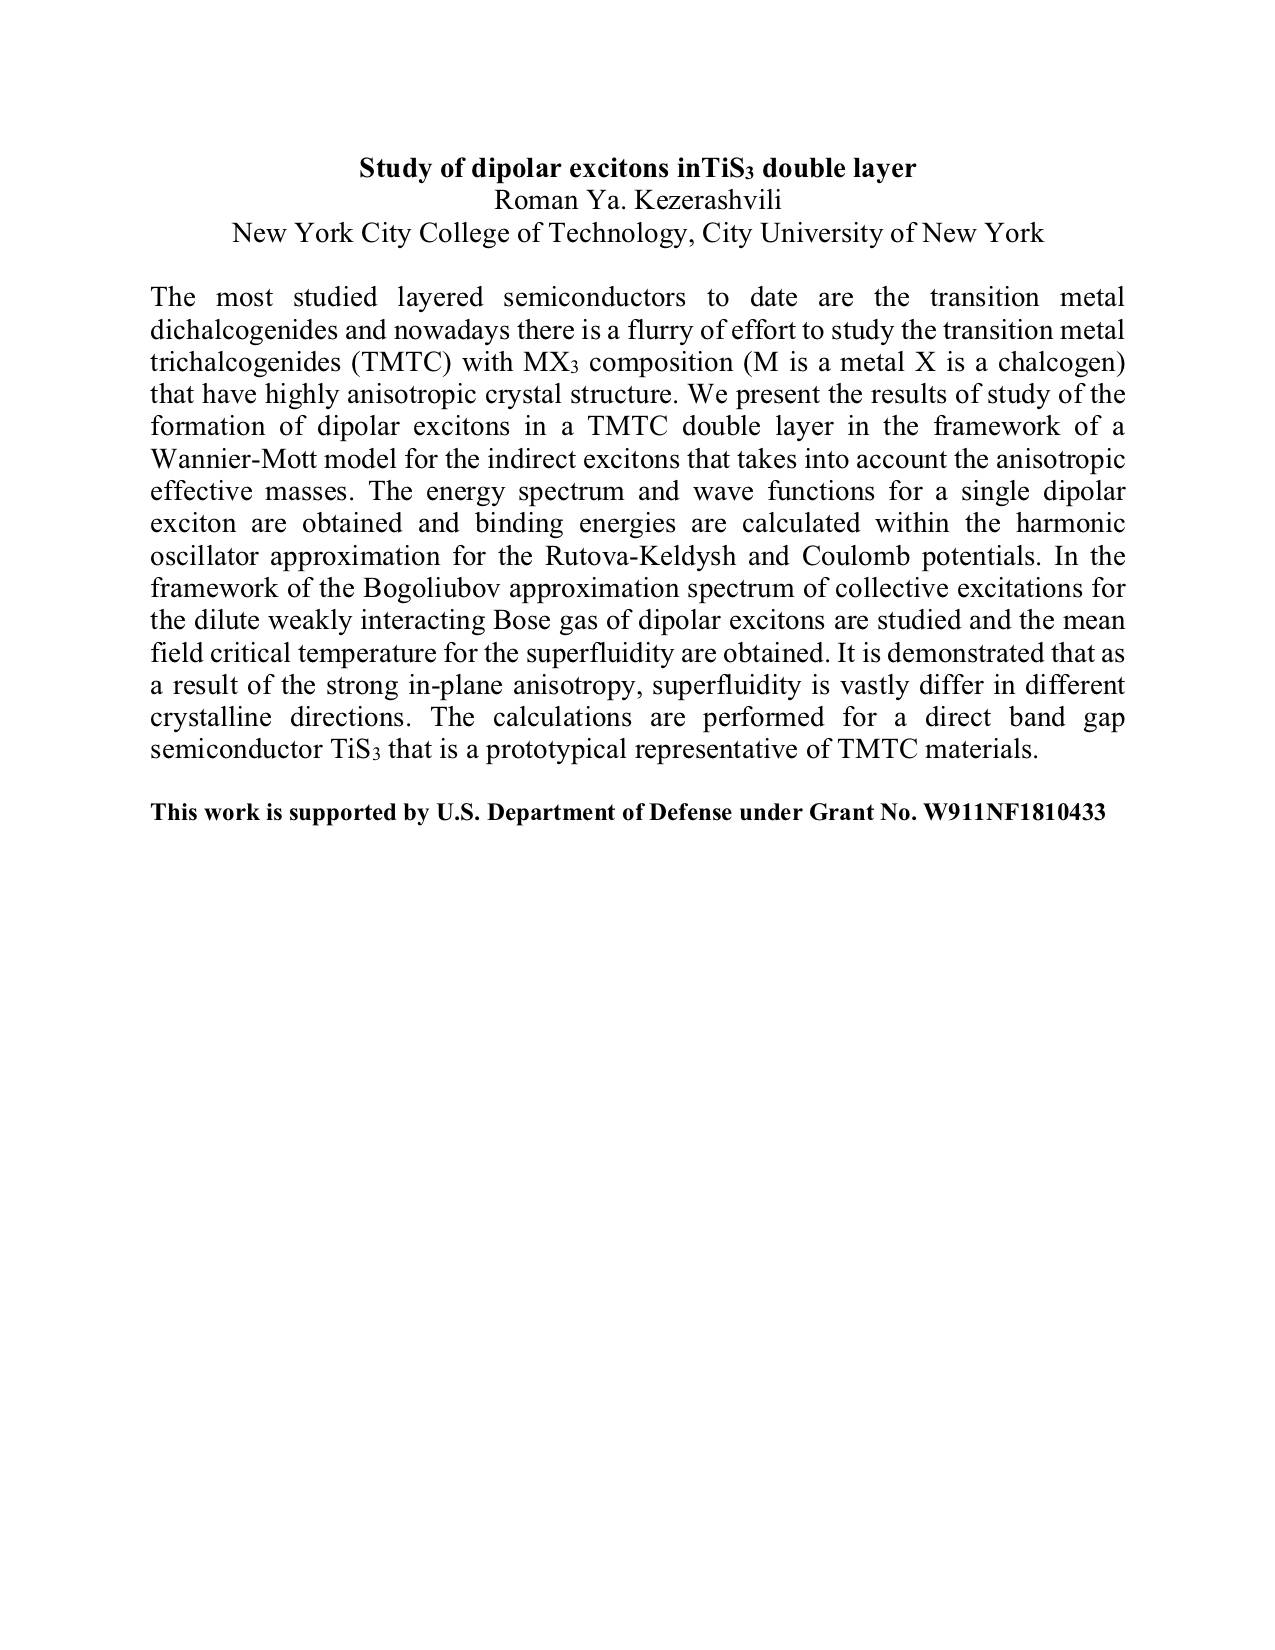 Study of dipolar excitons inTiS₃ double layer
Roman Ya. Kezerashvili
New York City College of Technology, City University of New York
The most studied layered semiconductors to date are the transition metal
dichalcogenides and nowadays there is a flurry of effort to study the transition metal
trichalcogenides (TMTC) with MX₃ composition (M is a metal X is a chalcogen)
that have highly anisotropic crystal structure. We present the results of study of the
formation of dipolar excitons in a TMTC double layer in the framework of a
Wannier-Mott model for the indirect excitons that takes into account the anisotropic
effective masses. The energy spectrum and wave functions for a single dipolar
exciton are obtained and binding energies are calculated within the harmonic
oscillator approximation for the Rutova-Keldysh and Coulomb potentials. In the
framework of the Bogoliubov approximation spectrum of collective excitations for
the dilute weakly interacting Bose gas of dipolar excitons are studied and the mean
field critical temperature for the superfluidity are obtained. It is demonstrated that as
a result of the strong in-plane anisotropy, superfluidity is vastly differ in different
crystalline directions. The calculations are performed for a direct band gap
semiconductor TiS₃ that is a prototypical representative of TMTC materials.
This work is supported by U.S. Department of Defense under Grant No. W911NF1810433